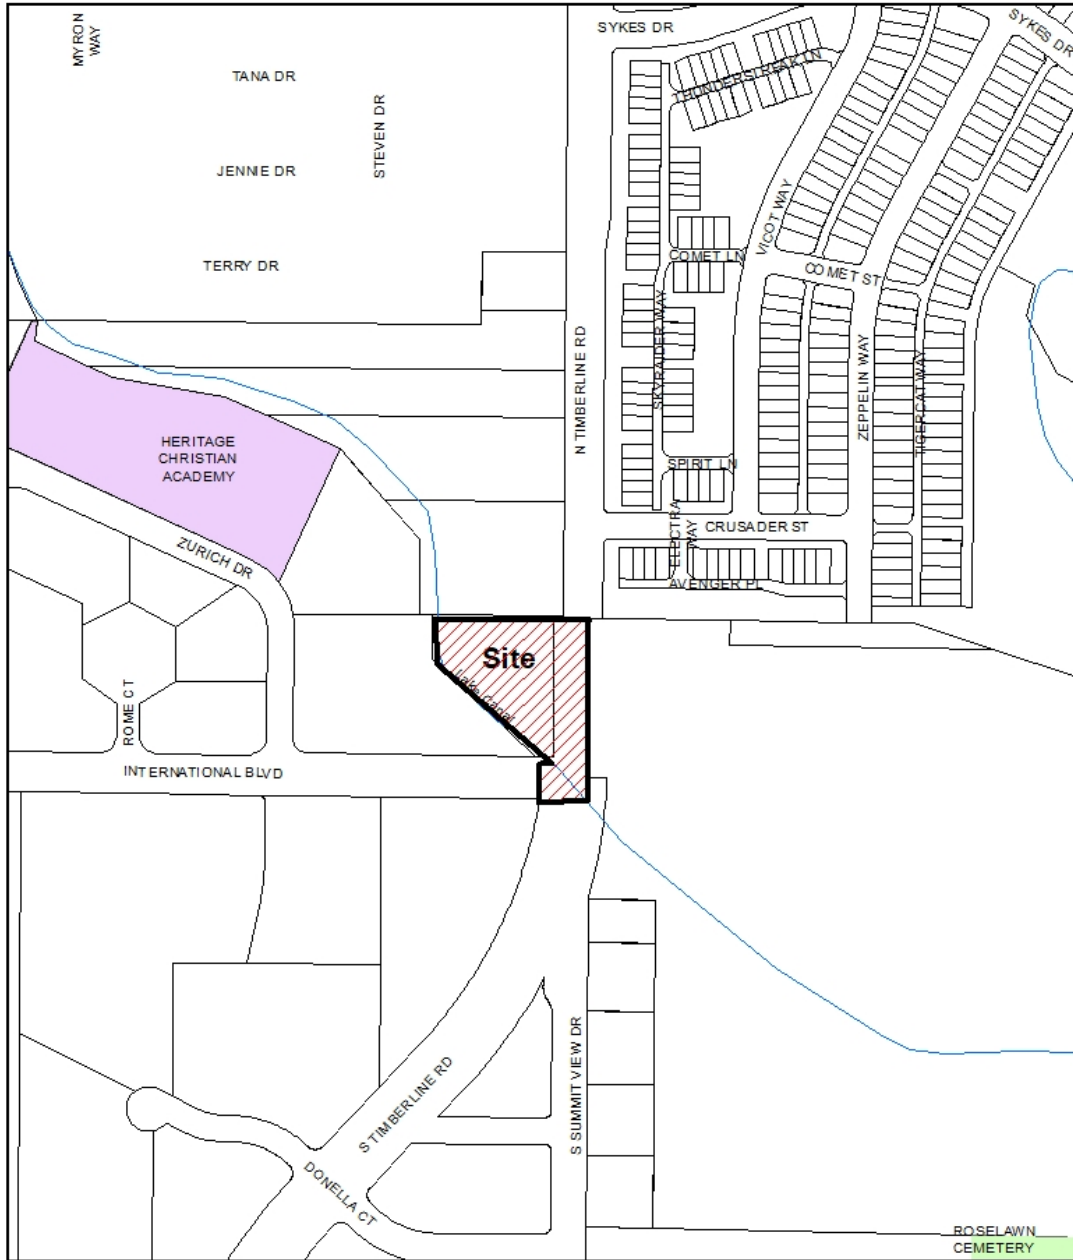 MYRON
WAY
SYKES DR
SYKES DR
TANA DR
STEVEN DR
THUNDERSTREAK LN
JENNIE DR
VICOT WAY
TERRY DR
COMET LN
COMET ST
SKYRAIDER WAY
N TIMBERLINE RD
ZEPPELIN WAY
TIGERCAT WAY
HERITAGE
CHRISTIAN
ACADEMY
SPIRIT LN
ELECTRA
WAY
CRUSADER ST
ZURICH DR
AVENGER PL
Site
Lake Canal
ROME CT
INTERNATIONAL BLVD
S TIMBERLINE RD
S SUMMIT VIEW DR
DONELLA CT
ROSELAWN
CEMETERY